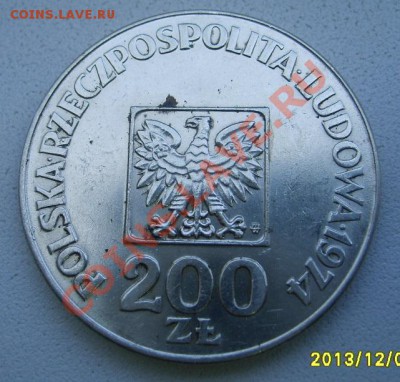 COINS.LAVE.RU
POLSKA·RZECZPOSPOLITA·LUDOWA·1974
200
ZŁ
COINS.LAVE.RU
2013/12/0